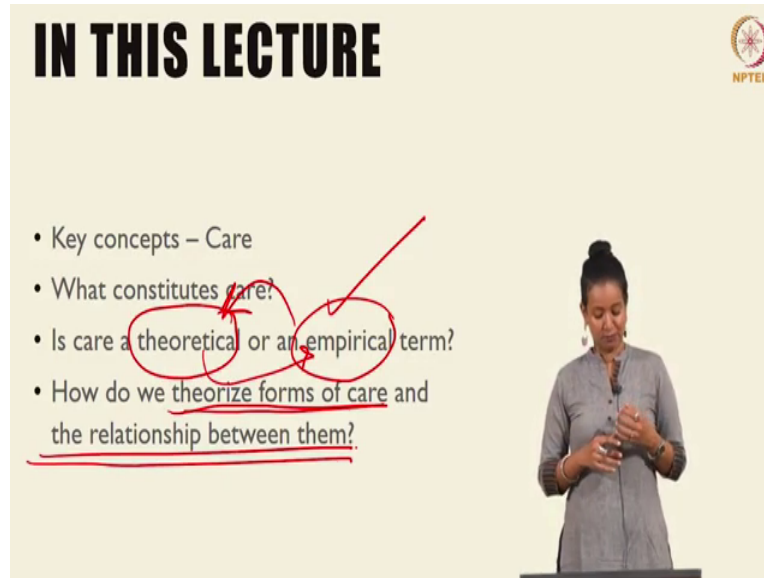 IN THIS LECTURE
NPTEL
• Key concepts – Care
• What constitutes care?
• Is care a theoretical or an empirical term?
• How do we theorize forms of care and
the relationship between them?